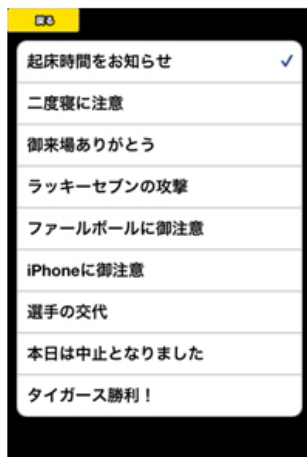 戻る
起床時間をお知らせ
二度寝に注意
御来場ありがとう
ラッキーセブンの攻撃
ファールボールに御注意
iPhoneに御注意
選手の交代
本日は中止となりました
タイガース勝利！